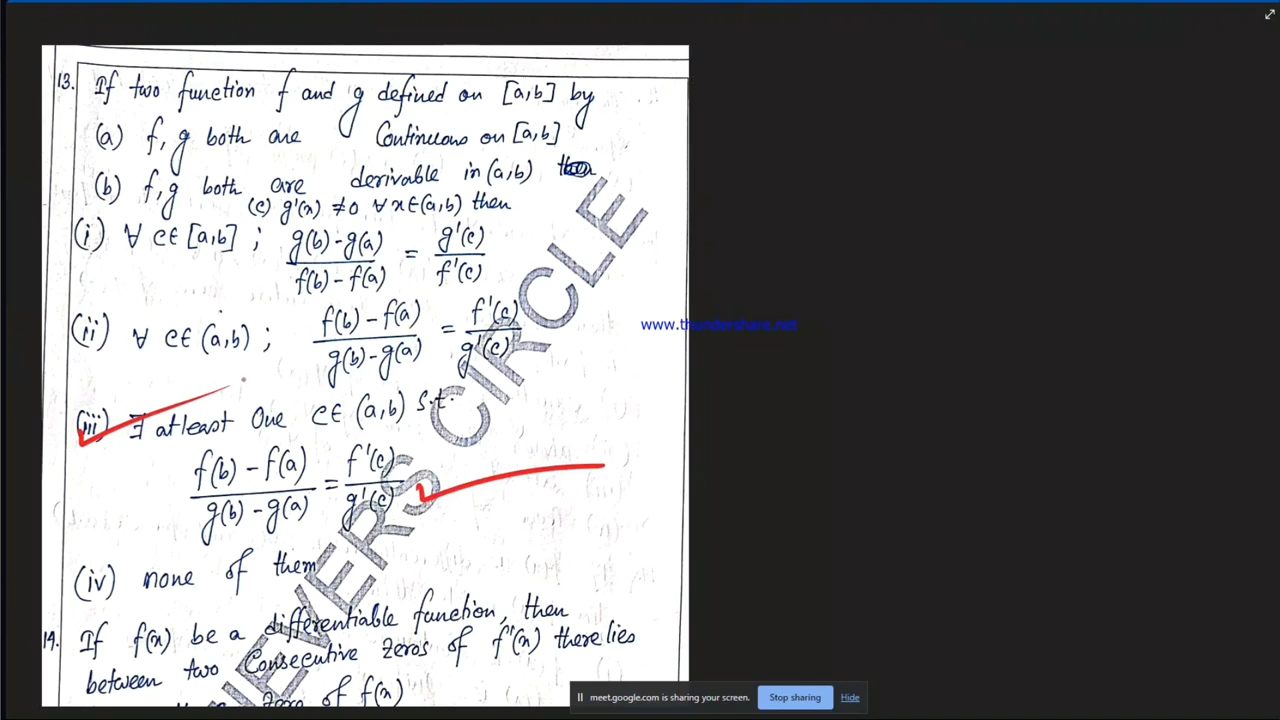 13. If two function f and g defined on [a,b] by
(a) f, g both are Continuous on [a,b]
(b) f,g both are derivable in (a,b)
(c) g'(x) ≠ 0 ∀ x∈(a,b) then
(i) ∀ c∈ [a,b] ; g(b)-g(a) / f(b)-f(a) = g'(c) / f'(c)
(ii) ∀ c∈ (a,b) ; f(b)-f(a) / g(b)-g(a) = f'(c) / g'(c)
(iii) ∃ atleast One c∈ (a,b) s.t.
f(b)-f(a) / g(b)-g(a) = f'(c) / g'(c)
(iv) none of them
14. If f(x) be a differentiable function, then
between two Consecutive zeros of f'(x) there lies
zero of f(x)
CIRCLE
www.thundershare.net
meet.google.com is sharing your screen.
Stop sharing
Hide